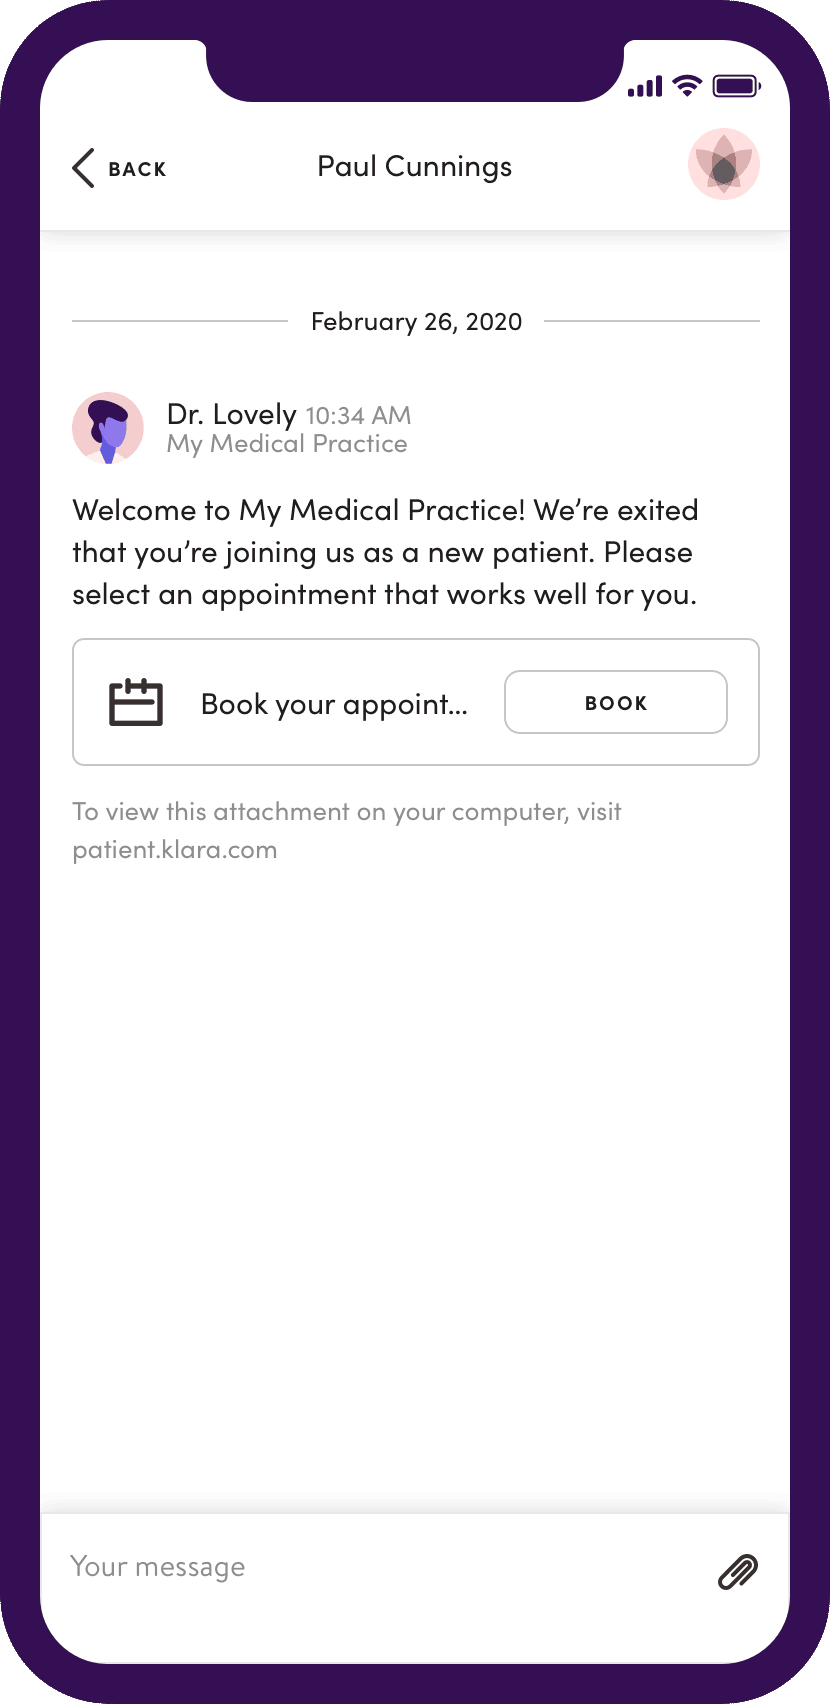 BACK
Paul Cunnings
February 26, 2020
Dr. Lovely 10:34 AM
My Medical Practice
Welcome to My Medical Practice! We’re exited
that you’re joining us as a new patient. Please
select an appointment that works well for you.
Book your appoint...
BOOK
To view this attachment on your computer, visit
patient.klara.com
Your message